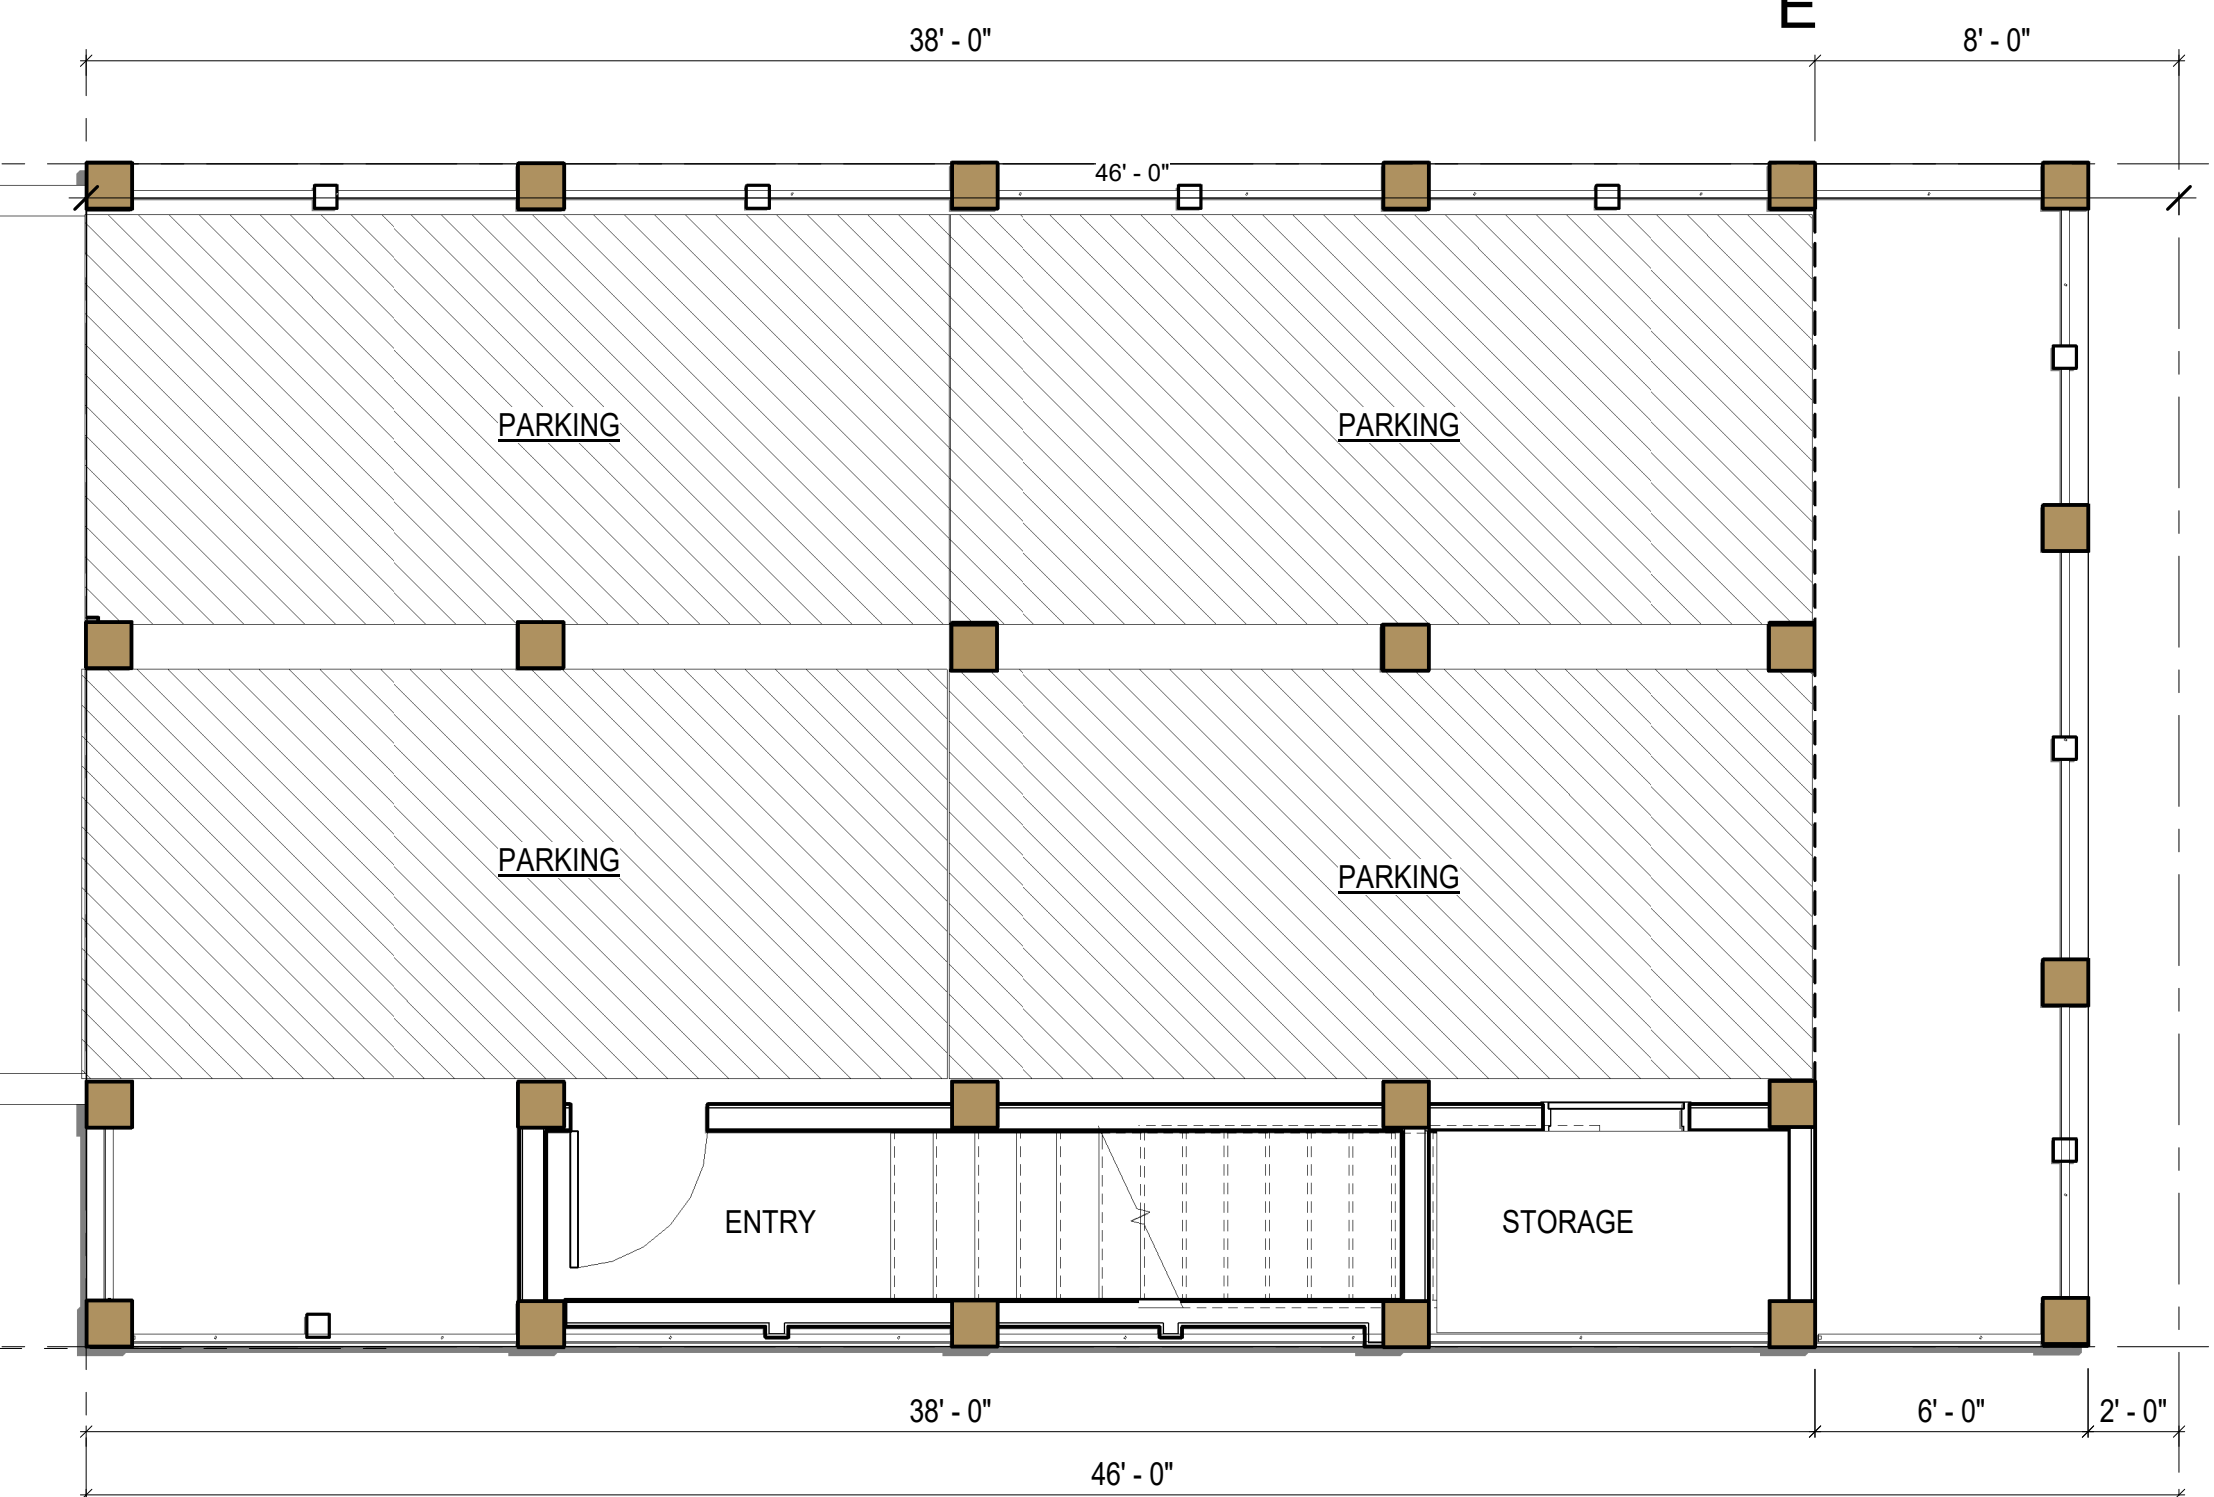 E
38' - 0"
8' - 0"
46' - 0"
PARKING
PARKING
PARKING
PARKING
ENTRY
STORAGE
38' - 0"
6' - 0"
2' - 0"
46' - 0"